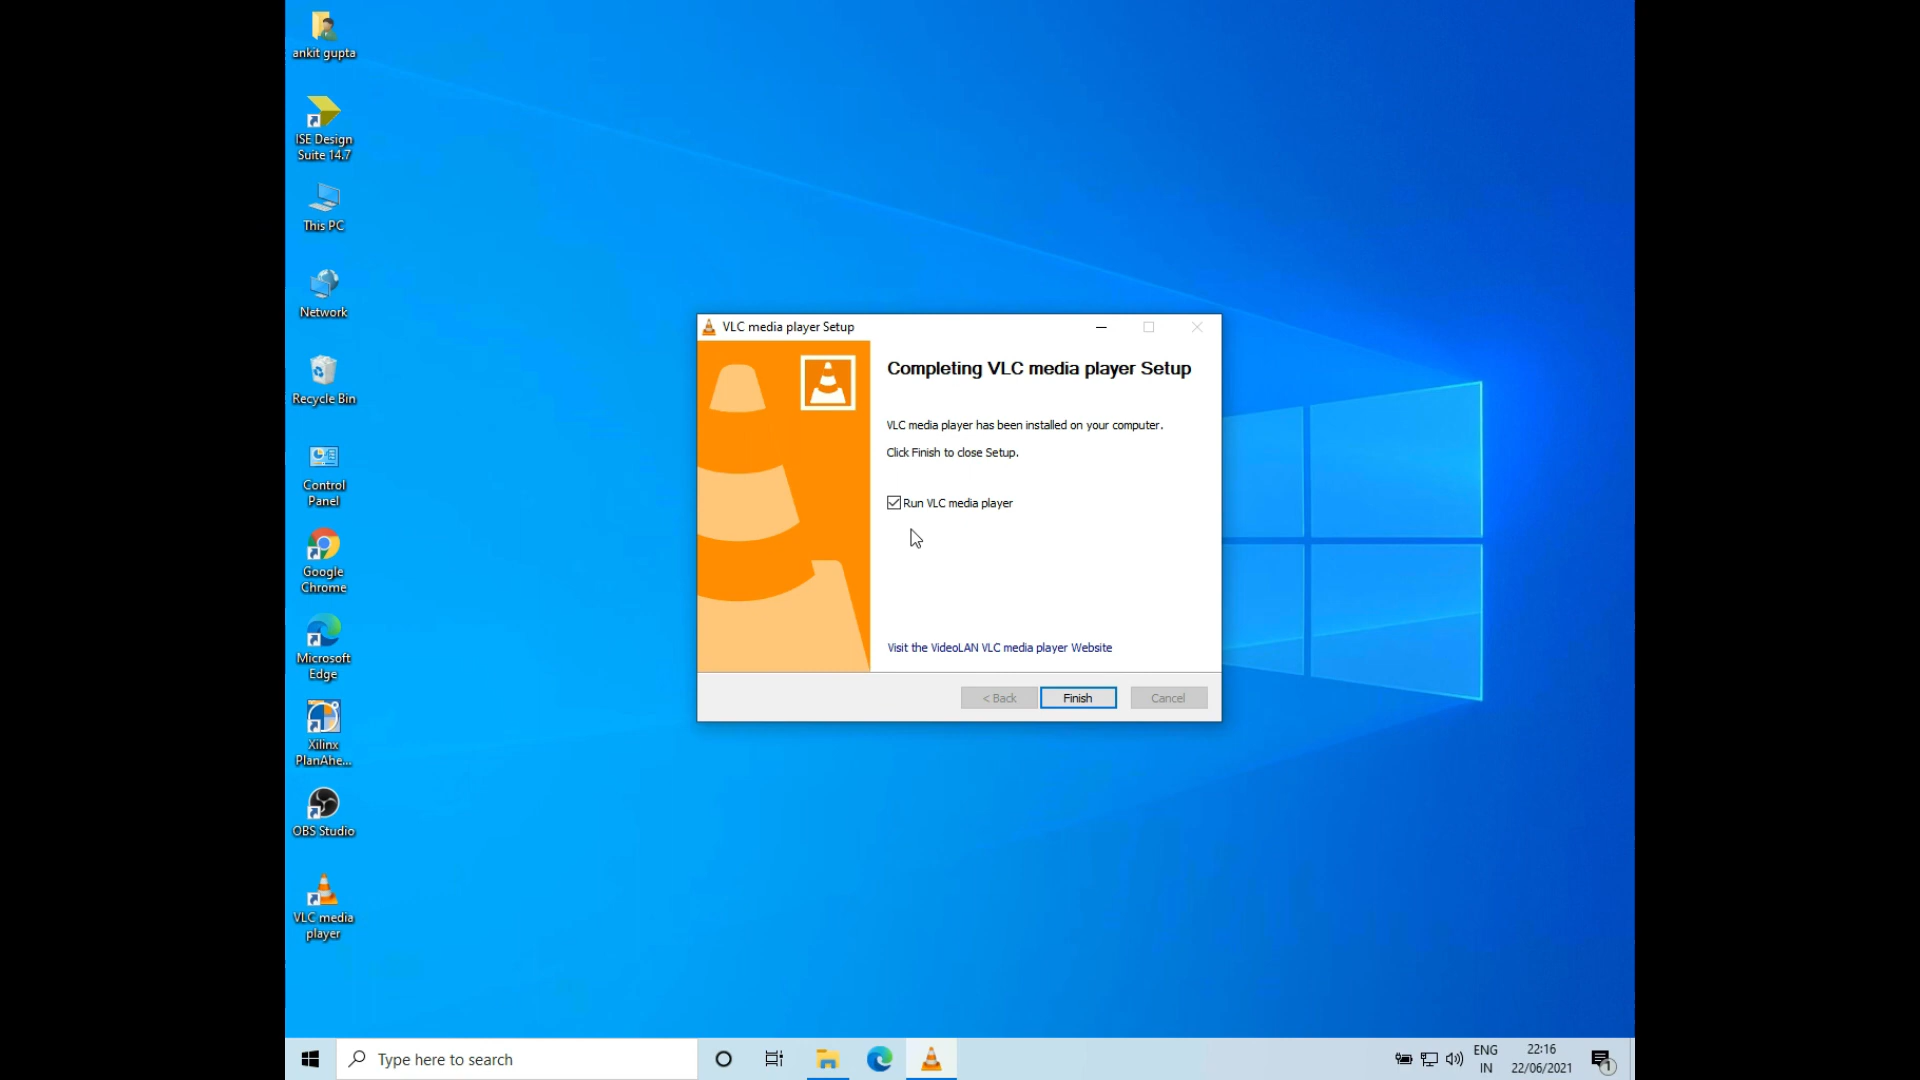 ankit gupta
ISE Design
Suite 14.7
This PC
Network
Recycle Bin
Control
Panel
Google
Chrome
Microsoft
Edge
Xilinx
PlanAhe...
OBS Studio
VLC media
player
VLC media player Setup
Completing VLC media player Setup
VLC media player has been installed on your computer.
Click Finish to close Setup.
Run VLC media player
Visit the VideoLAN VLC media player Website
< Back
Finish
Cancel
Type here to search
ENG
IN
22:16
22/06/2021
1